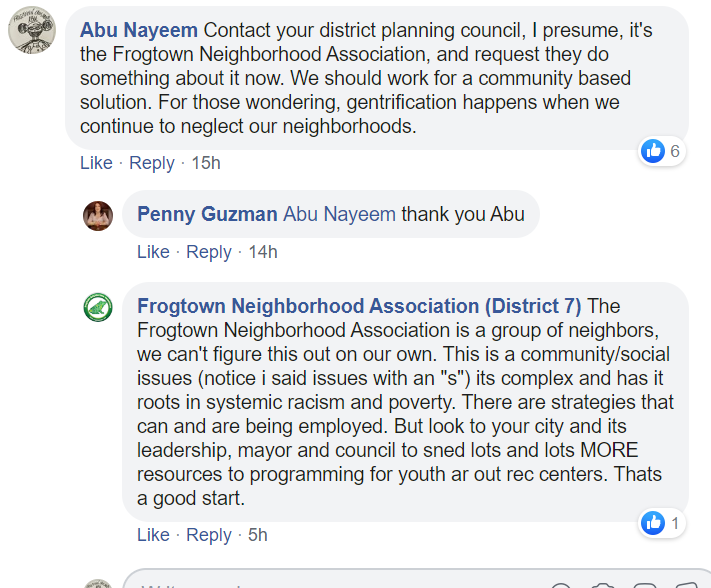 Abu Nayeem Contact your district planning council, I presume, it's
the Frogtown Neighborhood Association, and request they do
something about it now. We should work for a community based
solution. For those wondering, gentrification happens when we
continue to neglect our neighborhoods.
6
Like · Reply · 15h
Penny Guzman Abu Nayeem thank you Abu
Like · Reply · 14h
Frogtown Neighborhood Association (District 7) The
Frogtown Neighborhood Association is a group of neighbors,
we can't figure this out on our own. This is a community/social
issues (notice i said issues with an "s") its complex and has it
roots in systemic racism and poverty. There are strategies that
can and are being employed. But look to your city and its
leadership, mayor and council to sned lots and lots MORE
resources to programming for youth ar out rec centers. Thats
a good start.
1
Like · Reply · 5h